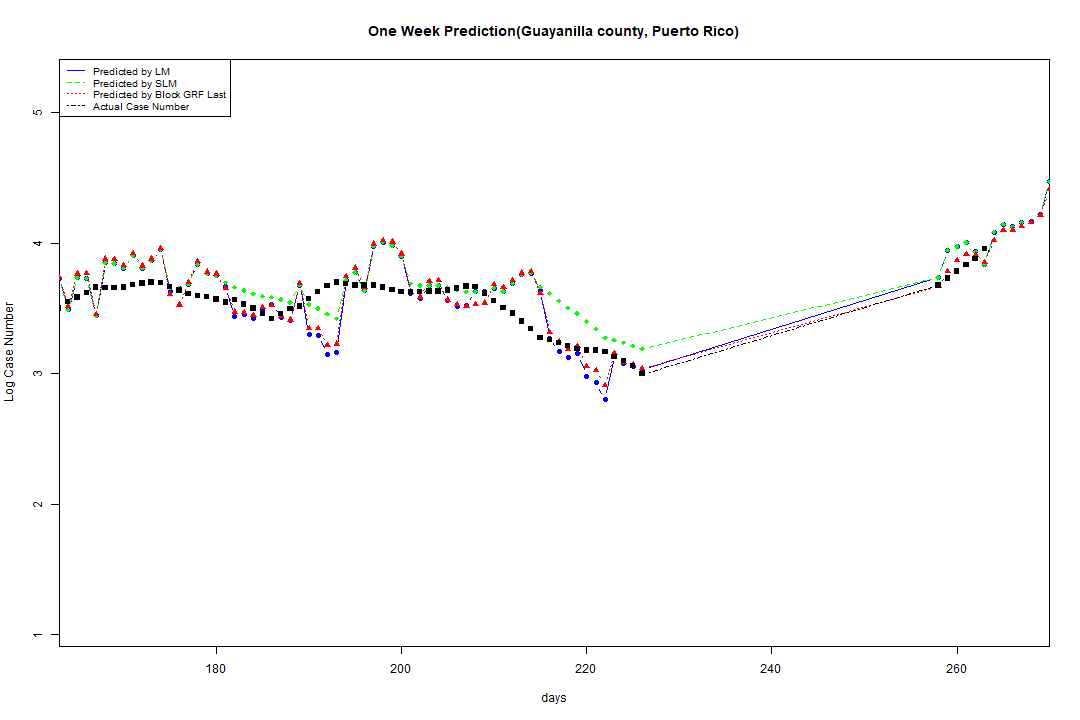 One Week Prediction(Guayanilla county, Puerto Rico)
Predicted by LM
Predicted by SLM
Predicted by Block GRF Last
Actual Case Number
5
4
3
2
1
Log Case Number
180
200
220
240
260
days